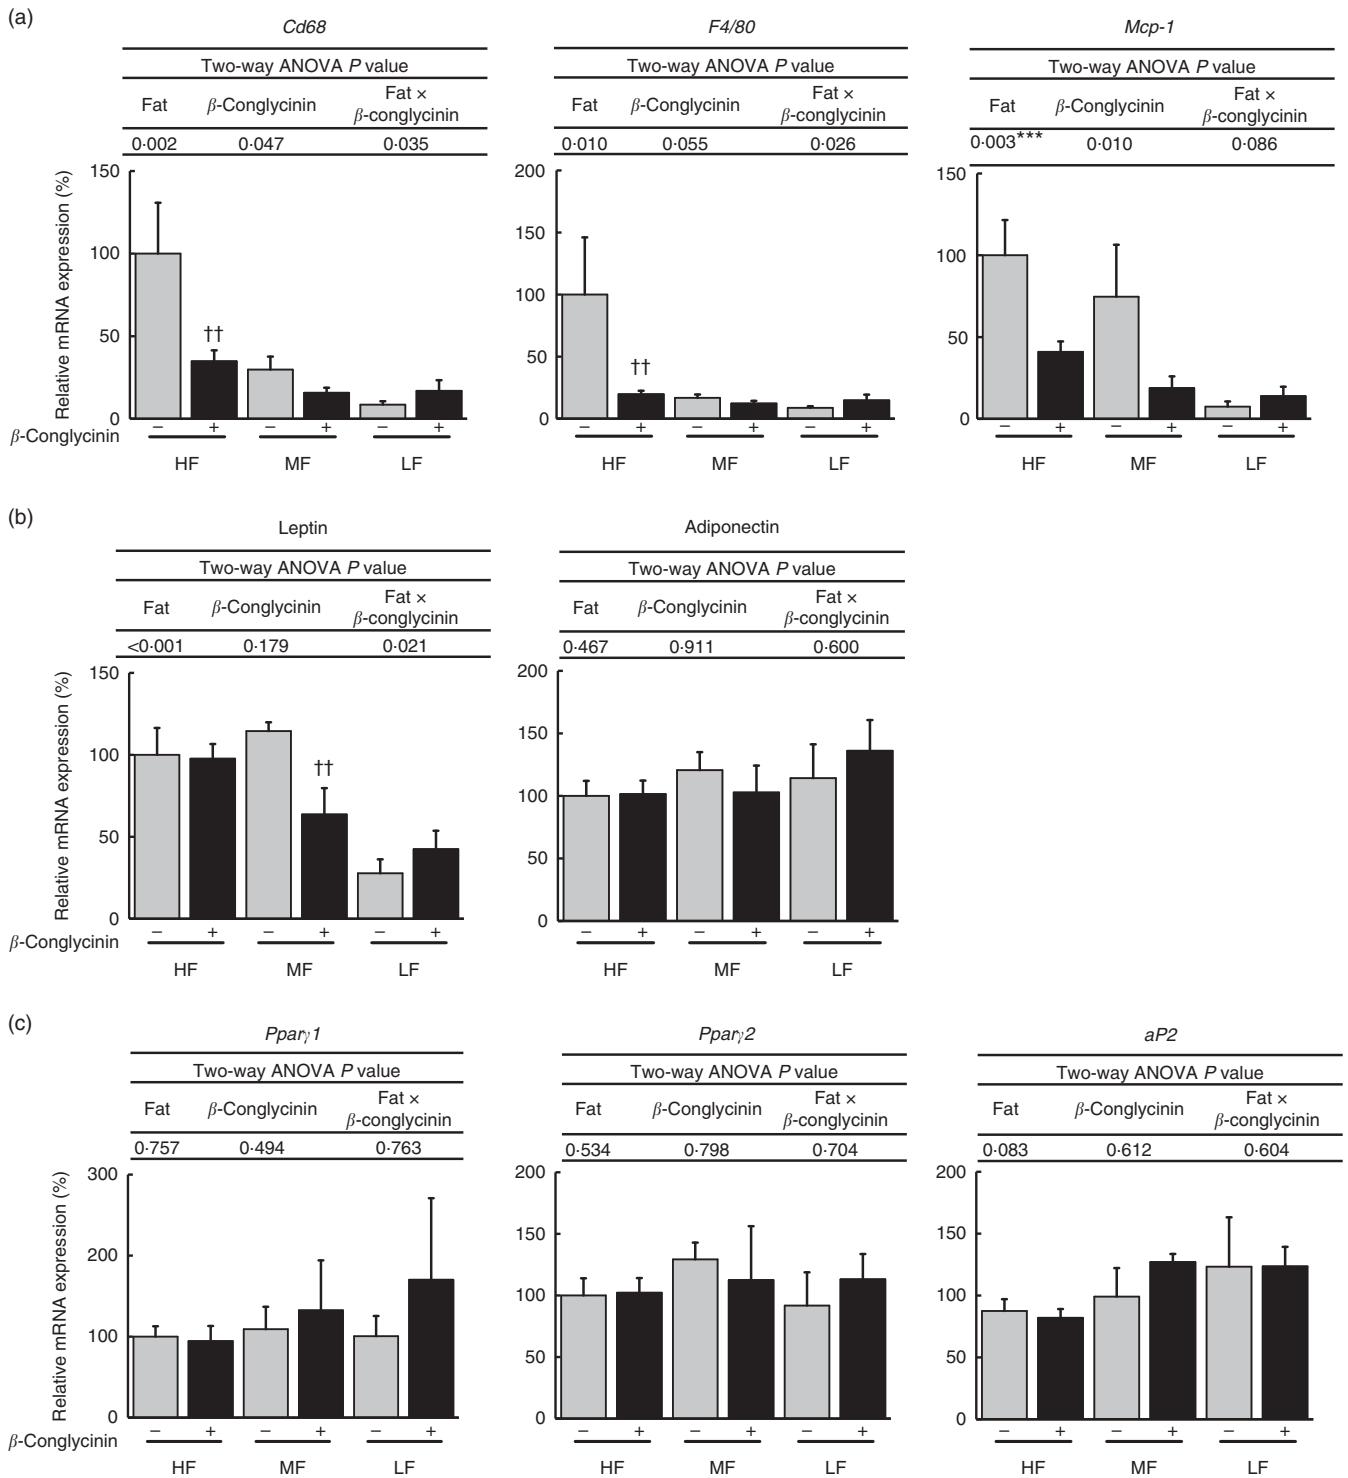 (a)
Cd68 F4/80 Mcp-1
Two-way ANOVA P value Two-way ANOVA P value Two-way ANOVA P value
Fat β-Conglycinin Fat × β-conglycinin Fat β-Conglycinin Fat × β-conglycinin Fat β-Conglycinin Fat × β-conglycinin
0·002 0·047 0·035 0·010 0·055 0·026 0·003*** 0·010 0·086
Relative mRNA expression (%)
150 200 150
100 150 100
50 100 50
0 50 0
0
†† ††
β-Conglycinin − + − + − + − + − + − + − + − + − +
HF MF LF HF MF LF HF MF LF
(b)
Leptin Adiponectin
Two-way ANOVA P value Two-way ANOVA P value
Fat β-Conglycinin Fat × β-conglycinin Fat β-Conglycinin Fat × β-conglycinin
<0·001 0·179 0·021 0·467 0·911 0·600
Relative mRNA expression (%)
150 200
100 150
50 100
0 50
0
††
β-Conglycinin − + − + − + − + − + − +
HF MF LF HF MF LF
(c)
Pparγ1 Pparγ2 aP2
Two-way ANOVA P value Two-way ANOVA P value Two-way ANOVA P value
Fat β-Conglycinin Fat × β-conglycinin Fat β-Conglycinin Fat × β-conglycinin Fat β-Conglycinin Fat × β-conglycinin
0·757 0·494 0·763 0·534 0·798 0·704 0·083 0·612 0·604
Relative mRNA expression (%)
300 200 200
200 150 150
100 100 100
0 50 50
0 0
β-Conglycinin − + − + − + − + − + − + − + − + − +
HF MF LF HF MF LF HF MF LF